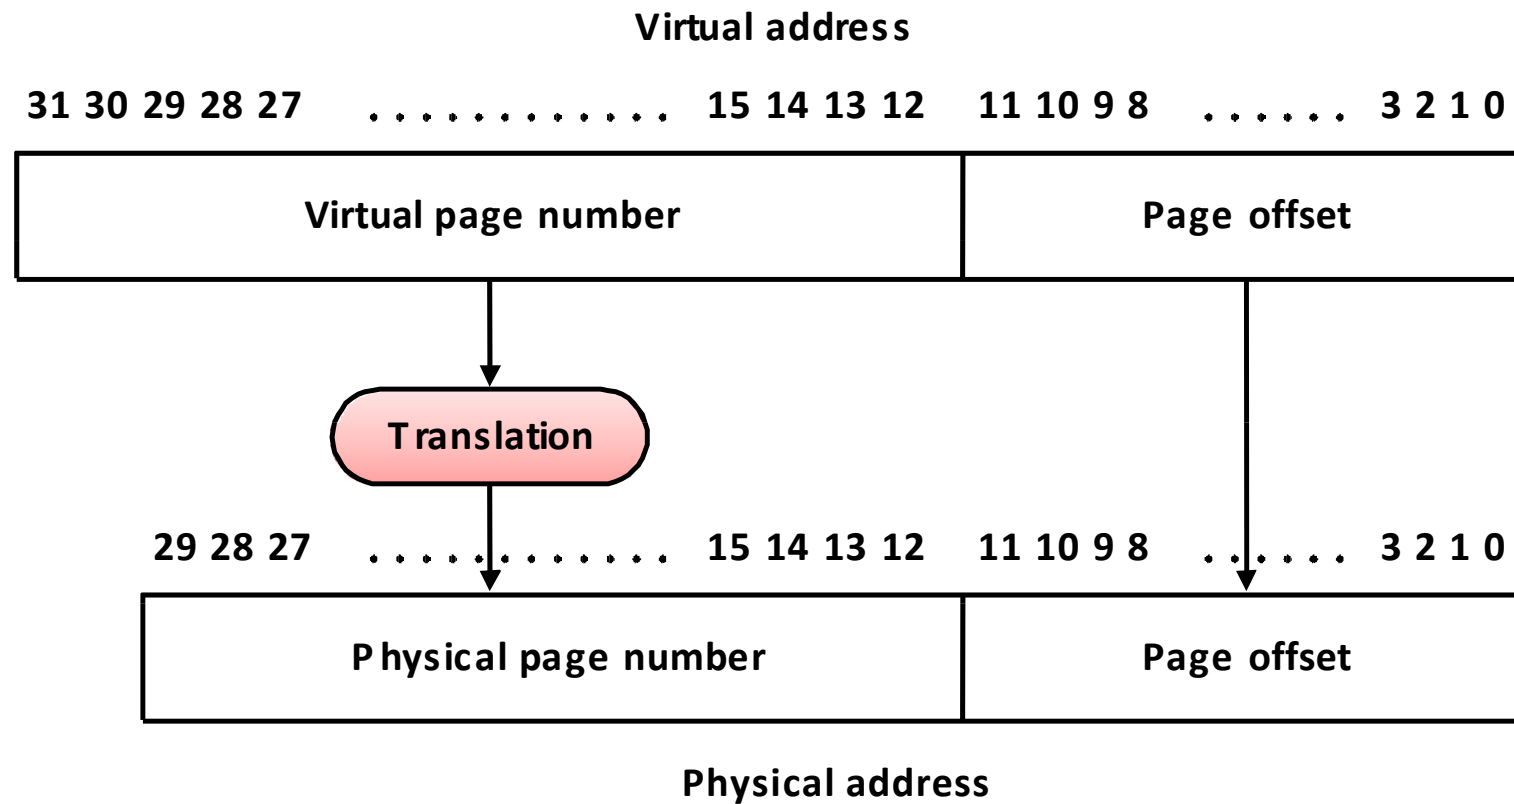 Virtual address
31 30 29 28 27 ............ 15 14 13 12 11 10 9 8 ...... 3 2 1 0
Virtual page number Page offset
Translation
29 28 27 ............ 15 14 13 12 11 10 9 8 ...... 3 2 1 0
Physical page number Page offset
Physical address